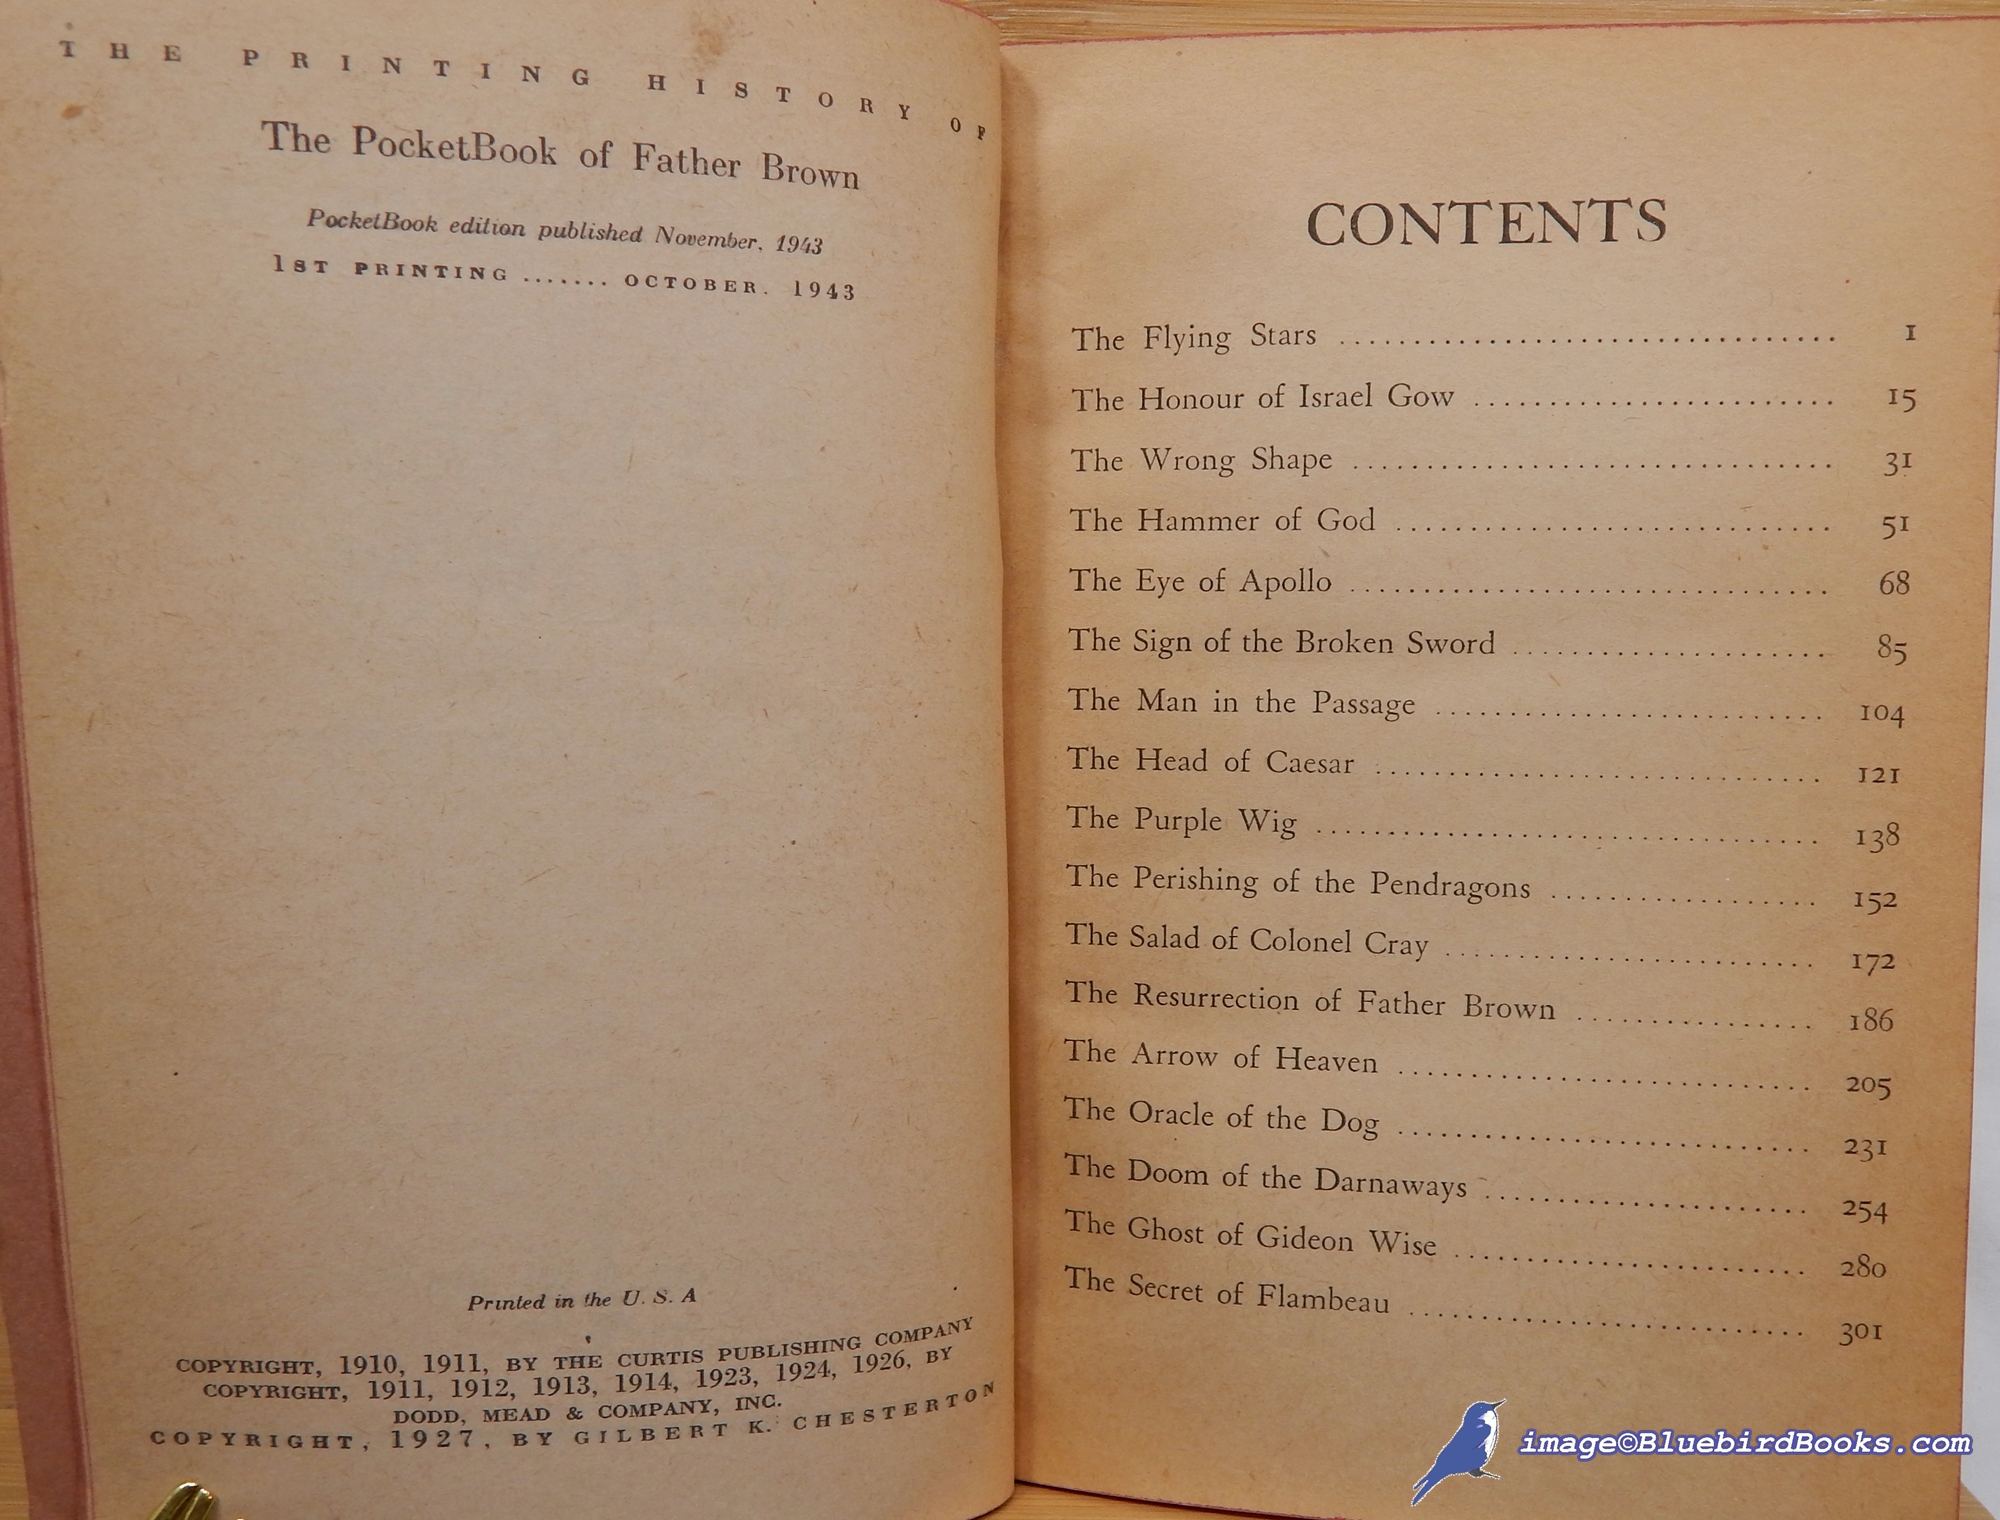 THE PRINTING HISTORY OF
The PocketBook of Father Brown
PocketBook edition published November, 1943
1ST PRINTING ....... OCTOBER. 1943
Printed in the U. S. A
COPYRIGHT, 1910, 1911, BY THE CURTIS PUBLISHING COMPANY
COPYRIGHT, 1911, 1912, 1913, 1914, 1923, 1924, 1926, BY
DODD, MEAD & COMPANY, INC.
COPYRIGHT, 1927, BY GILBERT K. CHESTERTON
CONTENTS
The Flying Stars ................................ 1
The Honour of Israel Gow ........................ 15
The Wrong Shape ................................ 31
The Hammer of God .............................. 51
The Eye of Apollo ................................ 68
The Sign of the Broken Sword ..................... 85
The Man in the Passage .......................... 104
The Head of Caesar .............................. 121
The Purple Wig .................................. 138
The Perishing of the Pendragons .................. 152
The Salad of Colonel Cray ........................ 172
The Resurrection of Father Brown ................ 186
The Arrow of Heaven ............................ 205
The Oracle of the Dog ............................ 231
The Doom of the Darnaways ...................... 254
The Ghost of Gideon Wise ........................ 280
The Secret of Flambeau .......................... 301
image©BluebirdBooks.com